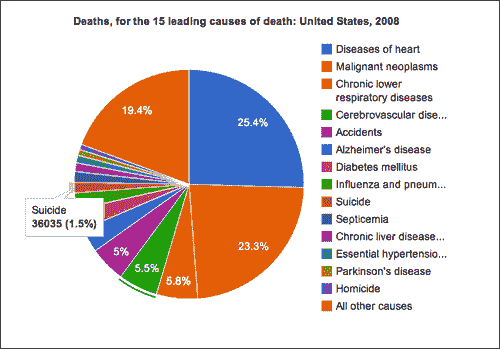 Deaths, for the 15 leading causes of death: United States, 2008
Diseases of heart
Malignant neoplasms
Chronic lower
respiratory diseases
Cerebrovascular dise...
Accidents
Alzheimer's disease
Diabetes mellitus
Influenza and pneum...
Suicide
Septicemia
Chronic liver disease...
Essential hypertensio...
Parkinson's disease
Homicide
All other causes
19.4%
25.4%
Suicide
36035 (1.5%)
5%
5.5%
5.8%
23.3%